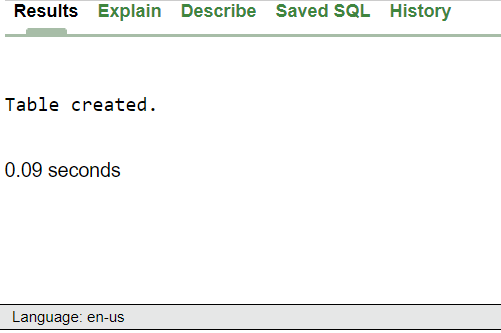 Results Explain Describe Saved SQL History
Table created.
0.09 seconds
Language: en-us